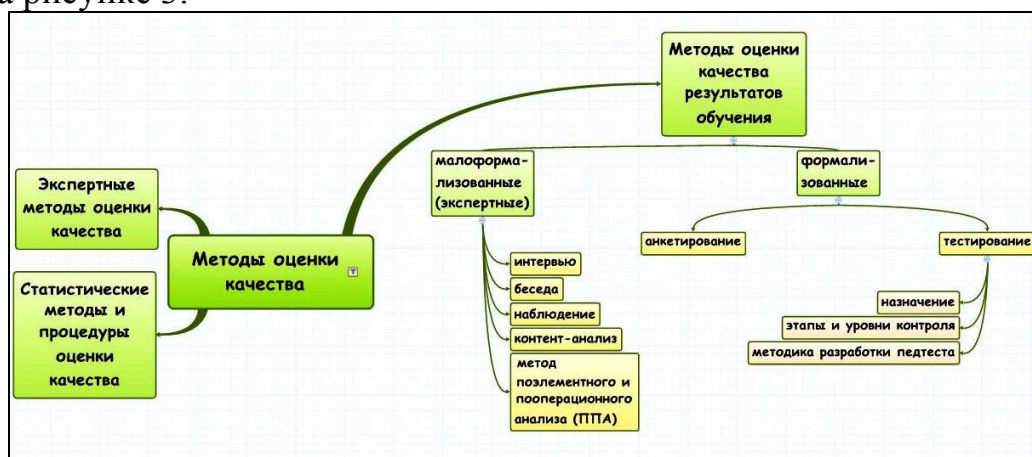 а рисунке 3.
Методы оценки
качества
результатов
обучения
малоформа-
лизованные
(экспертные)
формали-
зованные
Экспертные
методы оценки
качества
анкетирование
тестирование
Методы оценки
качества
интервью
беседа
наблюдение
контент-анализ
метод
поэлементного и
пооперационного
анализа (ППА)
Статистические
методы и
процедуры
оценки
качества
назначение
этапы и уровни контроля
методика разработки педтеста